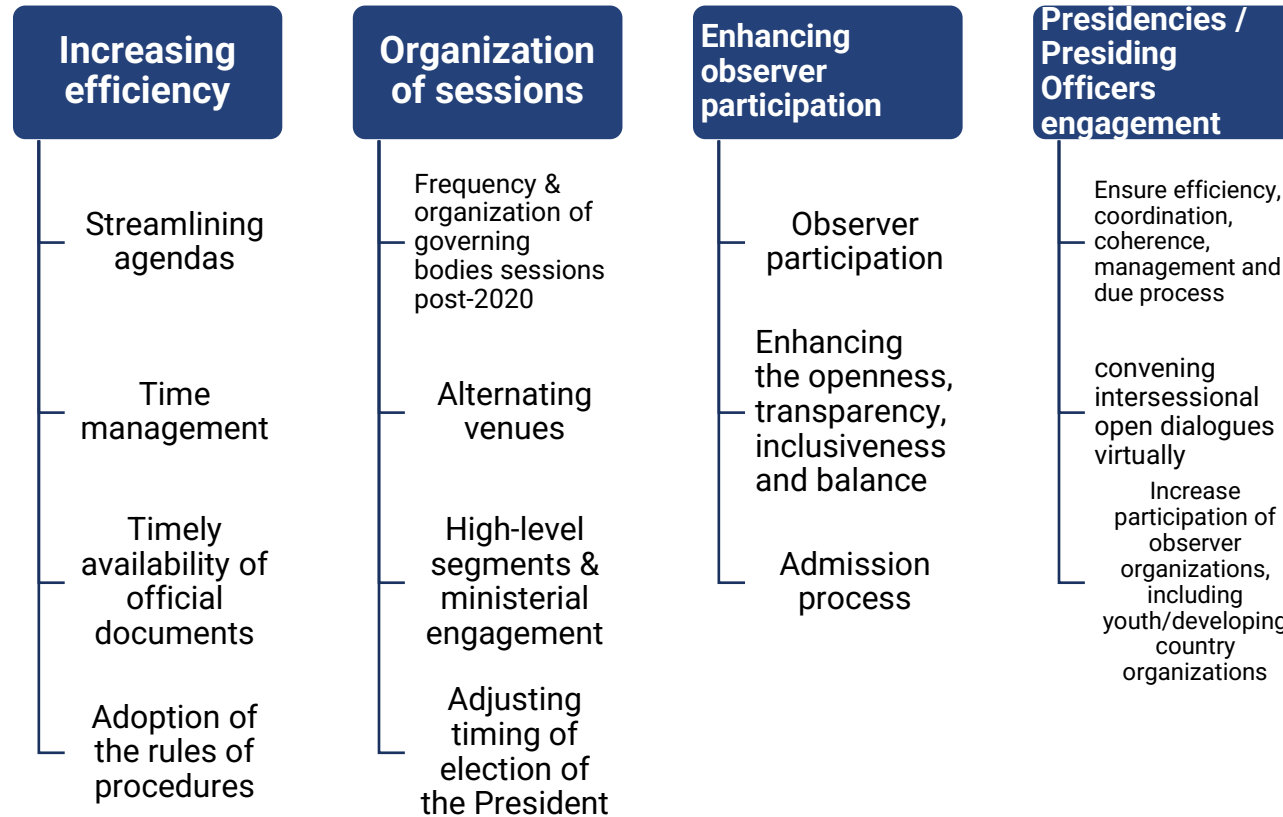 Increasing
efficiency
Streamlining
agendas
Time
management
Timely
availability of
official
documents
Adoption of
the rules of
procedures
Organization
of sessions
Frequency &
organization of
governing
bodies sessions
post-2020
Alternating
venues
High-level
segments &
ministerial
engagement
Adjusting
timing of
election of
the President
Enhancing
observer
participation
Observer
participation
Enhancing
the openness,
transparency,
inclusiveness
and balance
Admission
process
Presidencies /
Presiding
Officers
engagement
Ensure efficiency,
coordination,
coherence,
management and
due process
convening
intersessional
open dialogues
virtually
Increase
participation of
observer
organizations,
including
youth/developing
country
organizations